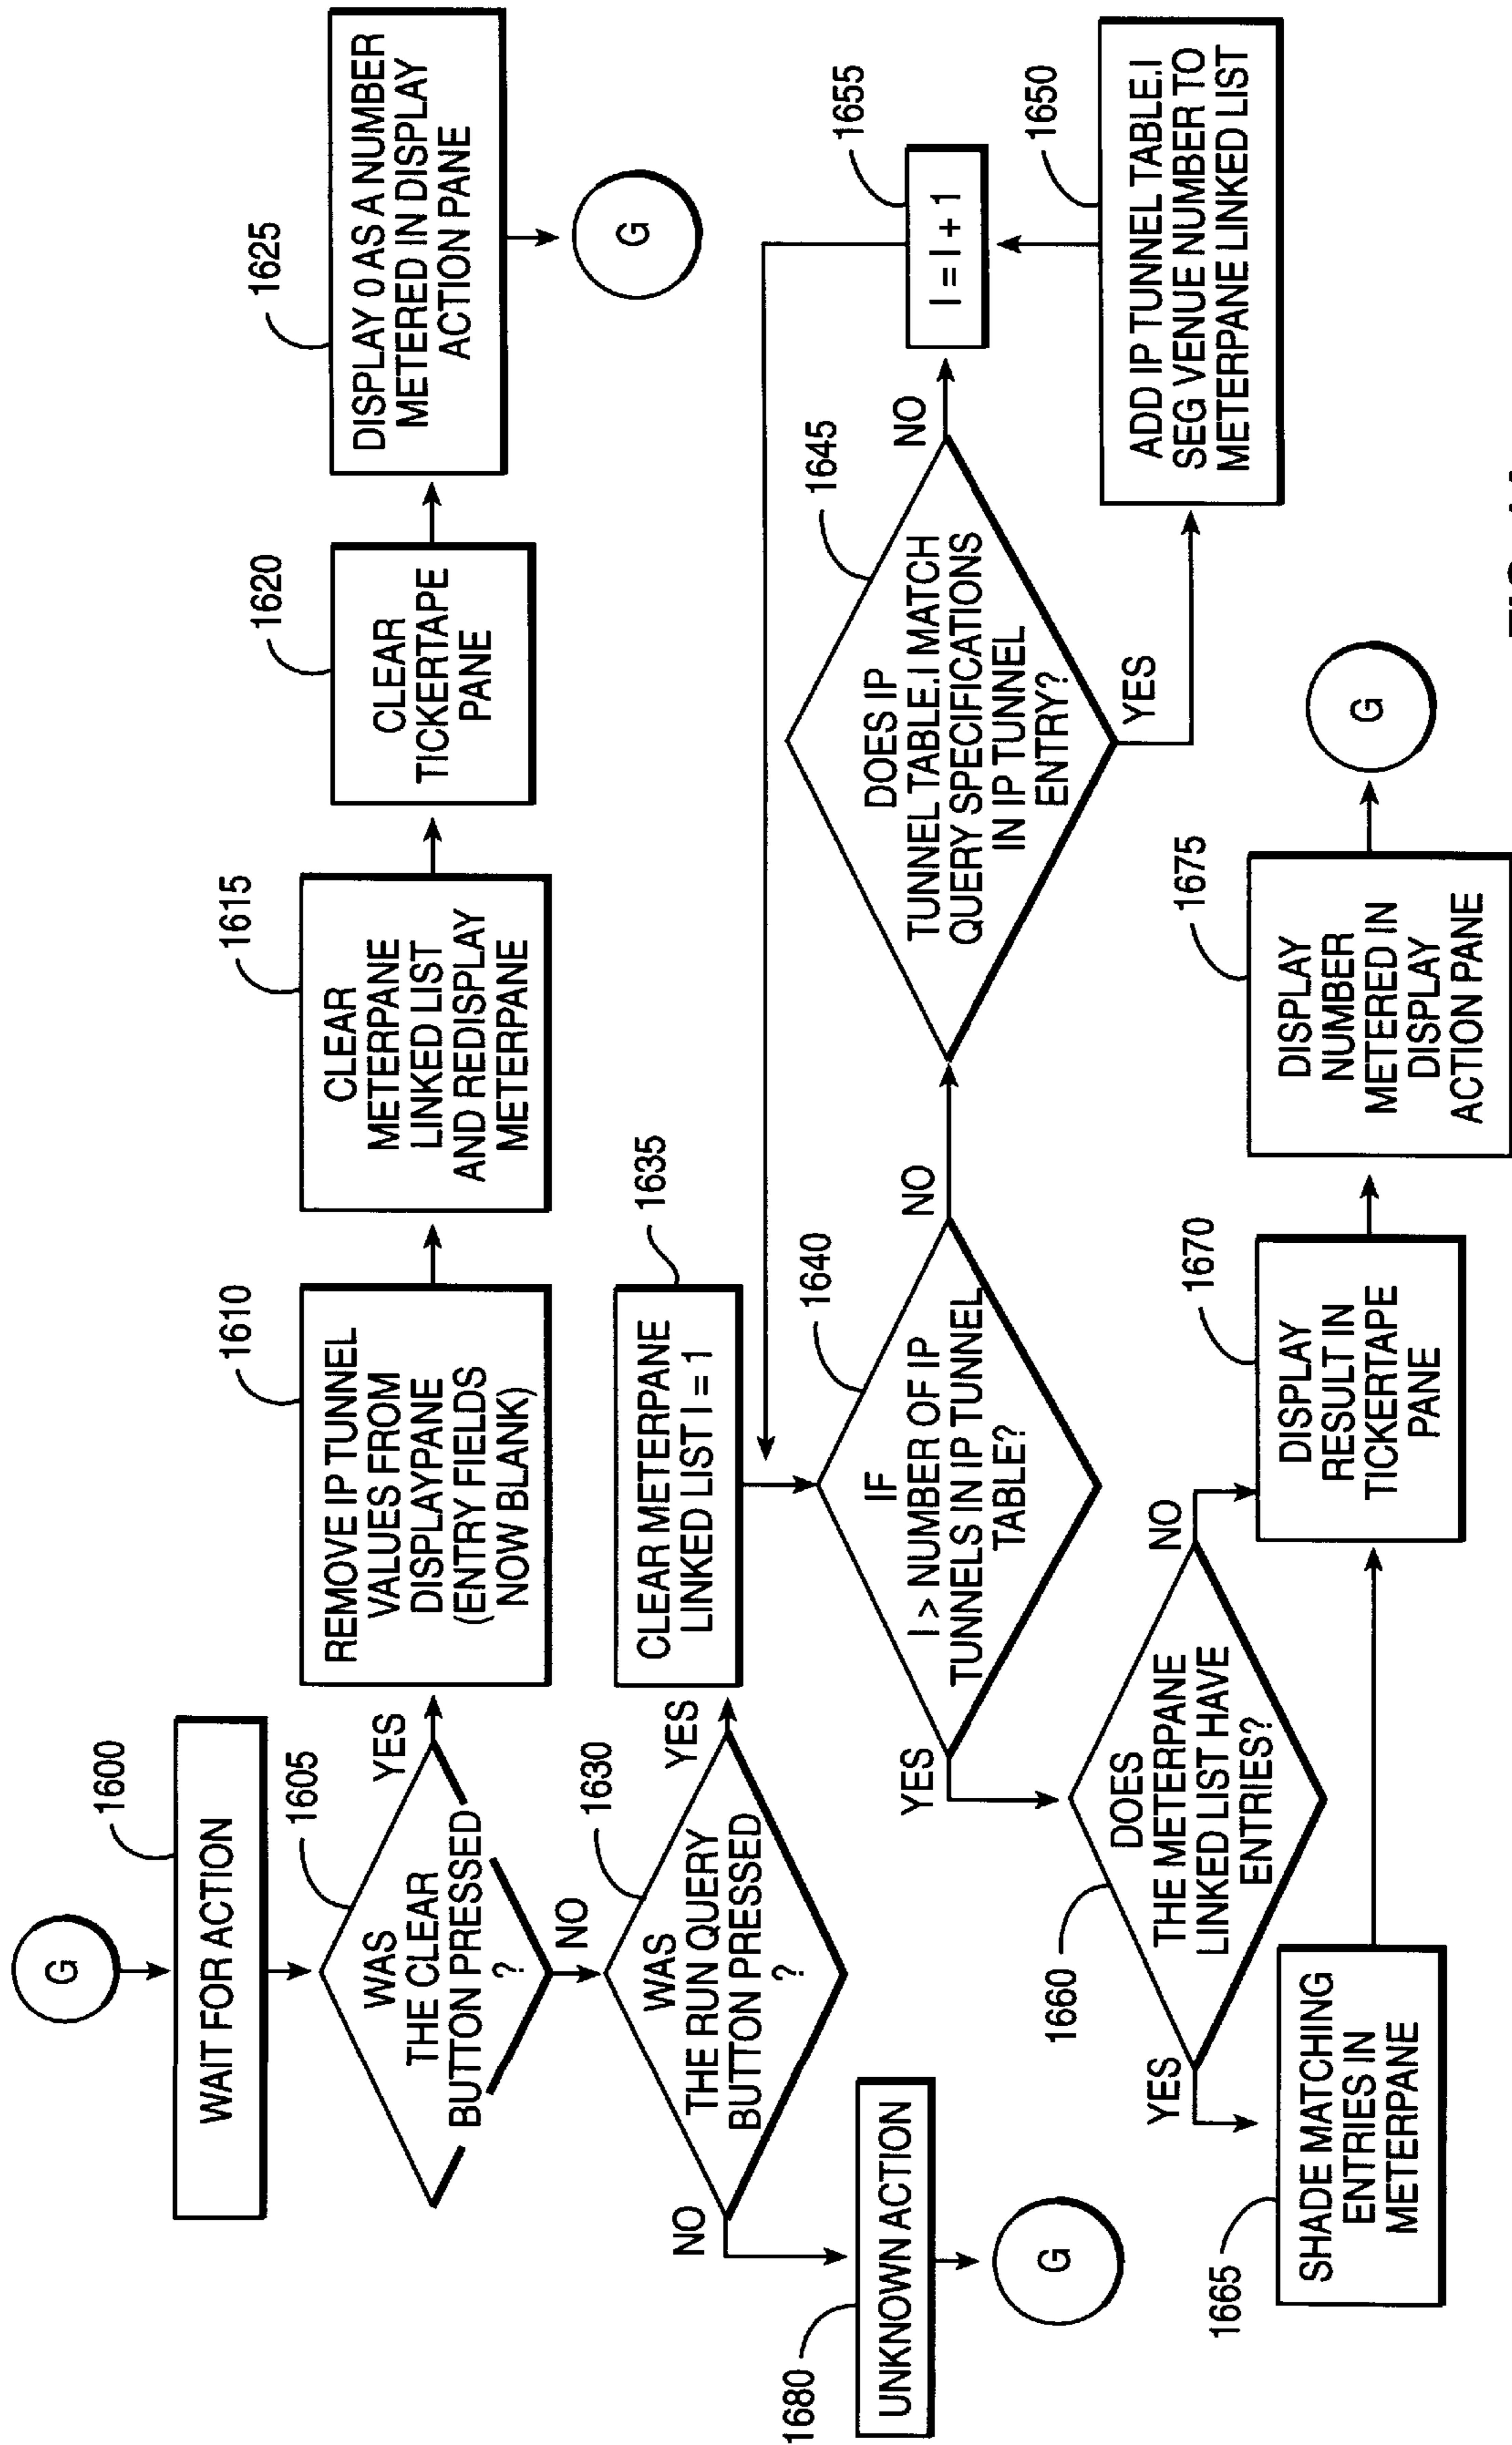 G
1600
WAIT FOR ACTION
1605
WAS
THE CLEAR
BUTTON PRESSED
?
YES
NO
1610
REMOVE IP TUNNEL
VALUES FROM
DISPLAYPANE
(ENTRY FIELDS
NOW BLANK)
1615
CLEAR
METERPANE
LINKED LIST
AND REDISPLAY
METERPANE
1620
CLEAR
TICKERTAPE
PANE
1625
DISPLAY 0 AS A NUMBER
METERED IN DISPLAY
ACTION PANE
G
1630
WAS
THE RUN QUERY
BUTTON PRESSED
?
YES
NO
1635
CLEAR METERPANE
LINKED LIST I = 1
1640
IF
I > NUMBER OF IP
TUNNELS IN IP TUNNEL
TABLE?
NO
YES
1645
DOES IP
TUNNEL TABLE.I MATCH
QUERY SPECIFICATIONS
IN IP TUNNEL
ENTRY?
NO
YES
1655
I = I + 1
1650
ADD IP TUNNEL TABLE.I
SEG VENUE NUMBER TO
METERPANE LINKED LIST
1680
UNKNOWN ACTION
G
1660
DOES
THE METERPANE
LINKED LIST HAVE
ENTRIES?
NO
YES
1665
SHADE MATCHING
ENTRIES IN
METERPANE
1670
DISPLAY
RESULT IN
TICKERTAPE
PANE
1675
DISPLAY
NUMBER
METERED IN
DISPLAY
ACTION PANE
G